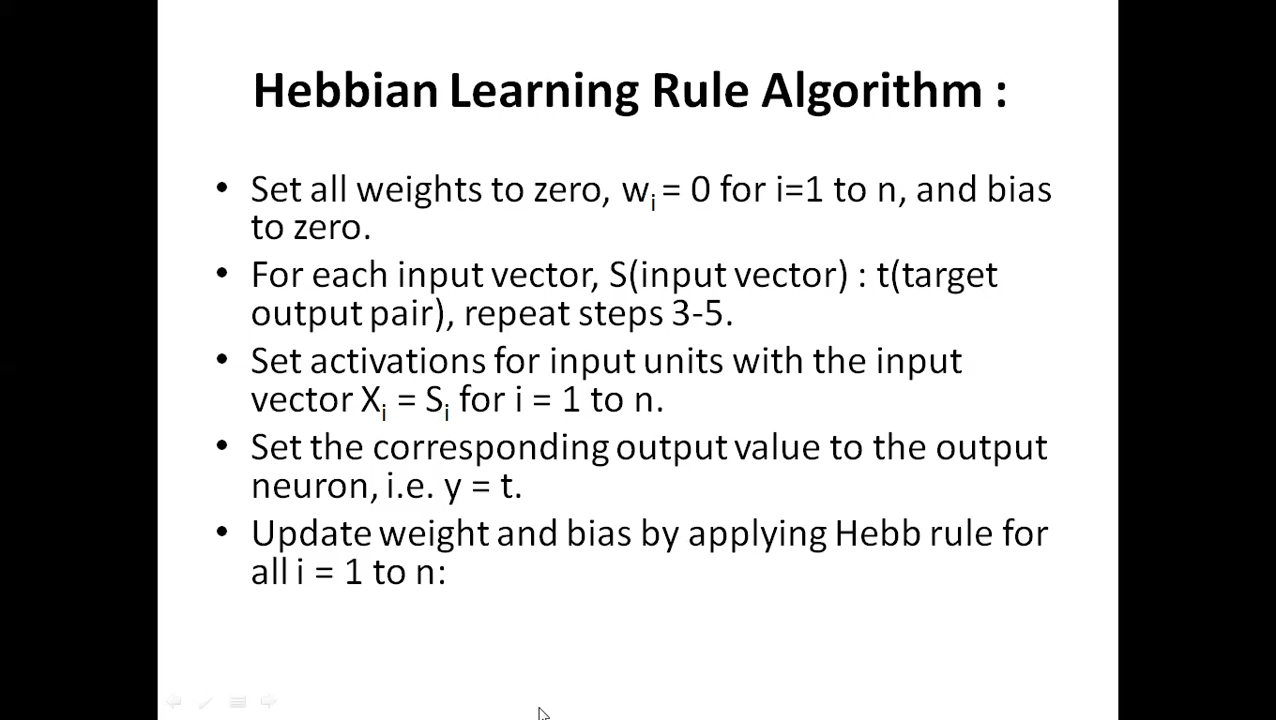 Hebbian Learning Rule Algorithm :
• Set all weights to zero, wᵢ = 0 for i=1 to n, and bias
to zero.
• For each input vector, S(input vector) : t(target
output pair), repeat steps 3-5.
• Set activations for input units with the input
vector Xᵢ = Sᵢ for i = 1 to n.
• Set the corresponding output value to the output
neuron, i.e. y = t.
• Update weight and bias by applying Hebb rule for
all i = 1 to n: